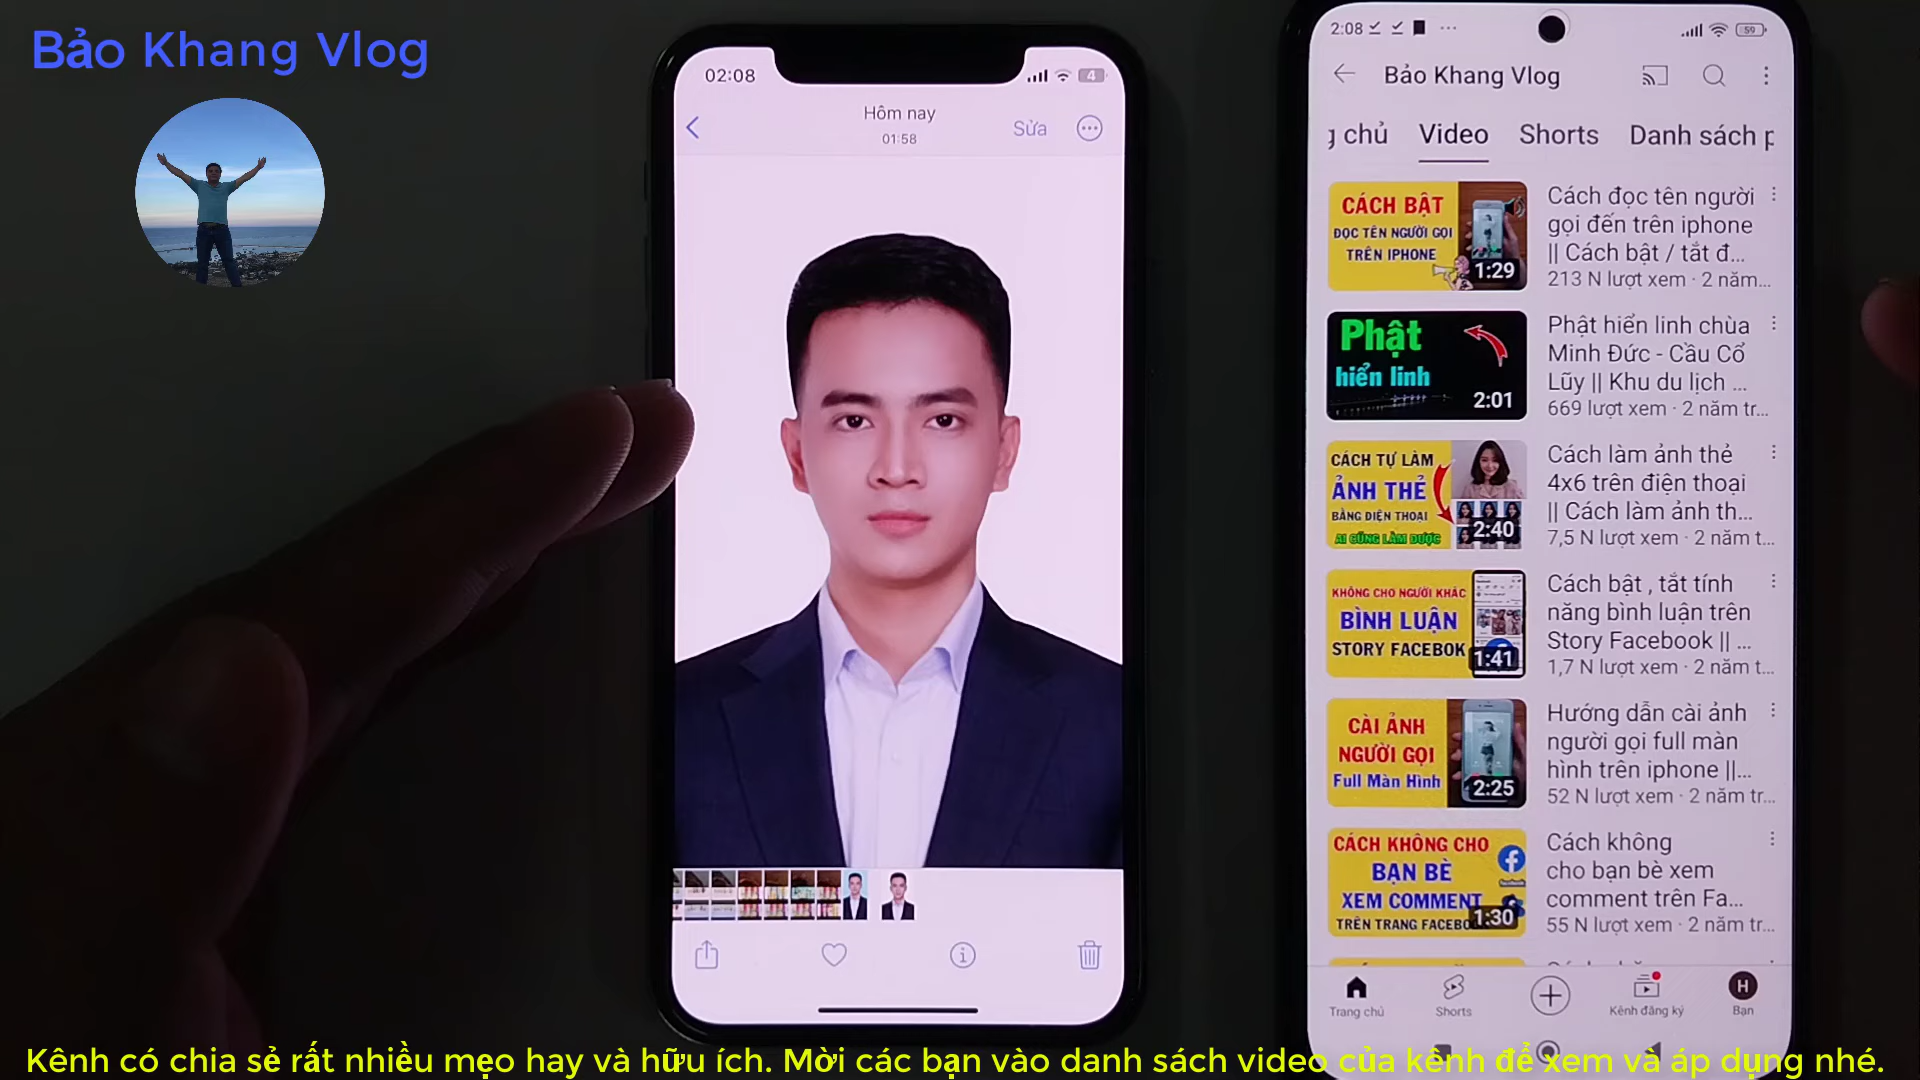 Bảo Khang Vlog
02:08
4
Hôm nay
01:58
Sửa
2:08
59
Bảo Khang Vlog
g chủ
Video
Shorts
Danh sách p
CÁCH BẬT
ĐỌC TÊN NGƯỜI GỌI
TRÊN IPHONE
1:29
Cách đọc tên người
gọi đến trên iphone
|| Cách bật / tắt đ...
213 N lượt xem · 2 năm...
Phật
hiển linh
2:01
Phật hiển linh chùa
Minh Đức - Cầu Cổ
Lũy || Khu du lịch ...
669 lượt xem · 2 năm tr...
CÁCH TỰ LÀM
ẢNH THẺ
BẰNG ĐIỆN THOẠI
AI CŨNG LÀM ĐƯỢC
2:40
Cách làm ảnh thẻ
4x6 trên điện thoại
|| Cách làm ảnh th...
7,5 N lượt xem · 2 năm t...
KHÔNG CHO NGƯỜI KHÁC
BÌNH LUẬN
STORY FACEBOK
1:41
Cách bật , tắt tính
năng bình luận trên
Story Facebook || ...
1,7 N lượt xem · 2 năm t...
CÀI ẢNH
NGƯỜI GỌI
Full Màn Hình
2:25
Hướng dẫn cài ảnh
người gọi full màn
hình trên iphone ||...
52 N lượt xem · 2 năm tr...
CÁCH KHÔNG CHO
BẠN BÈ
XEM COMMENT
TRÊN TRANG FACEBO
1:30
Cách không
cho bạn bè xem
comment trên Fa...
55 N lượt xem · 2 năm tr...
Trang chủ
Shorts
Kênh đăng ký
H
Bạn
Kênh có chia sẻ rất nhiều mẹo hay và hữu ích. Mời các bạn vào danh sách video của kênh để xem và áp dụng nhé.